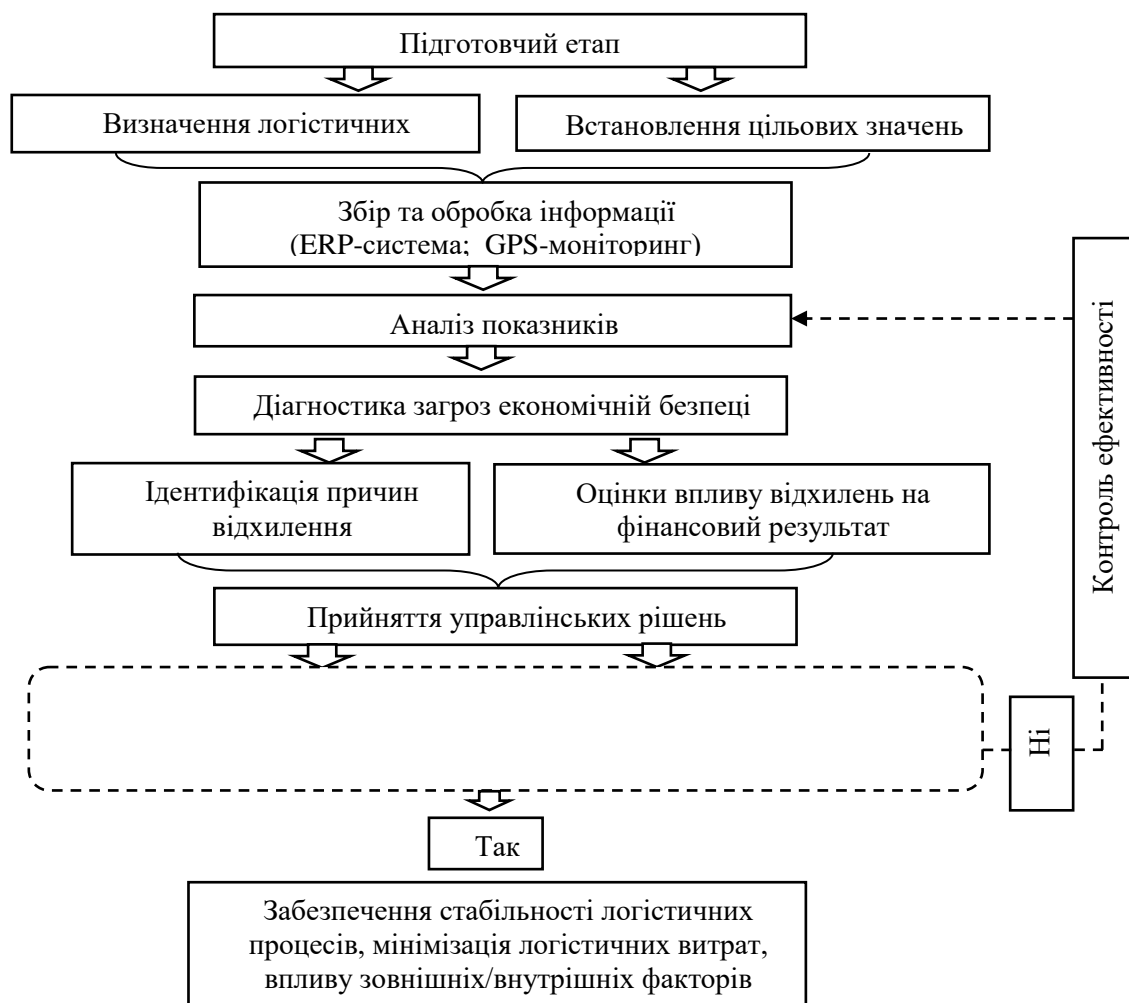 Підготовчий етап
Визначення логістичних
Встановлення цільових значень
Збір та обробка інформації
(ERP-система; GPS-моніторинг)
Аналіз показників
Діагностика загроз економічній безпеці
Ідентифікація причин
відхилення
Оцінки впливу відхилень на
фінансовий результат
Прийняття управлінських рішень
Контроль ефективності
Ні
Так
Забезпечення стабільності логістичних
процесів, мінімізація логістичних витрат,
впливу зовнішніх/внутрішніх факторів